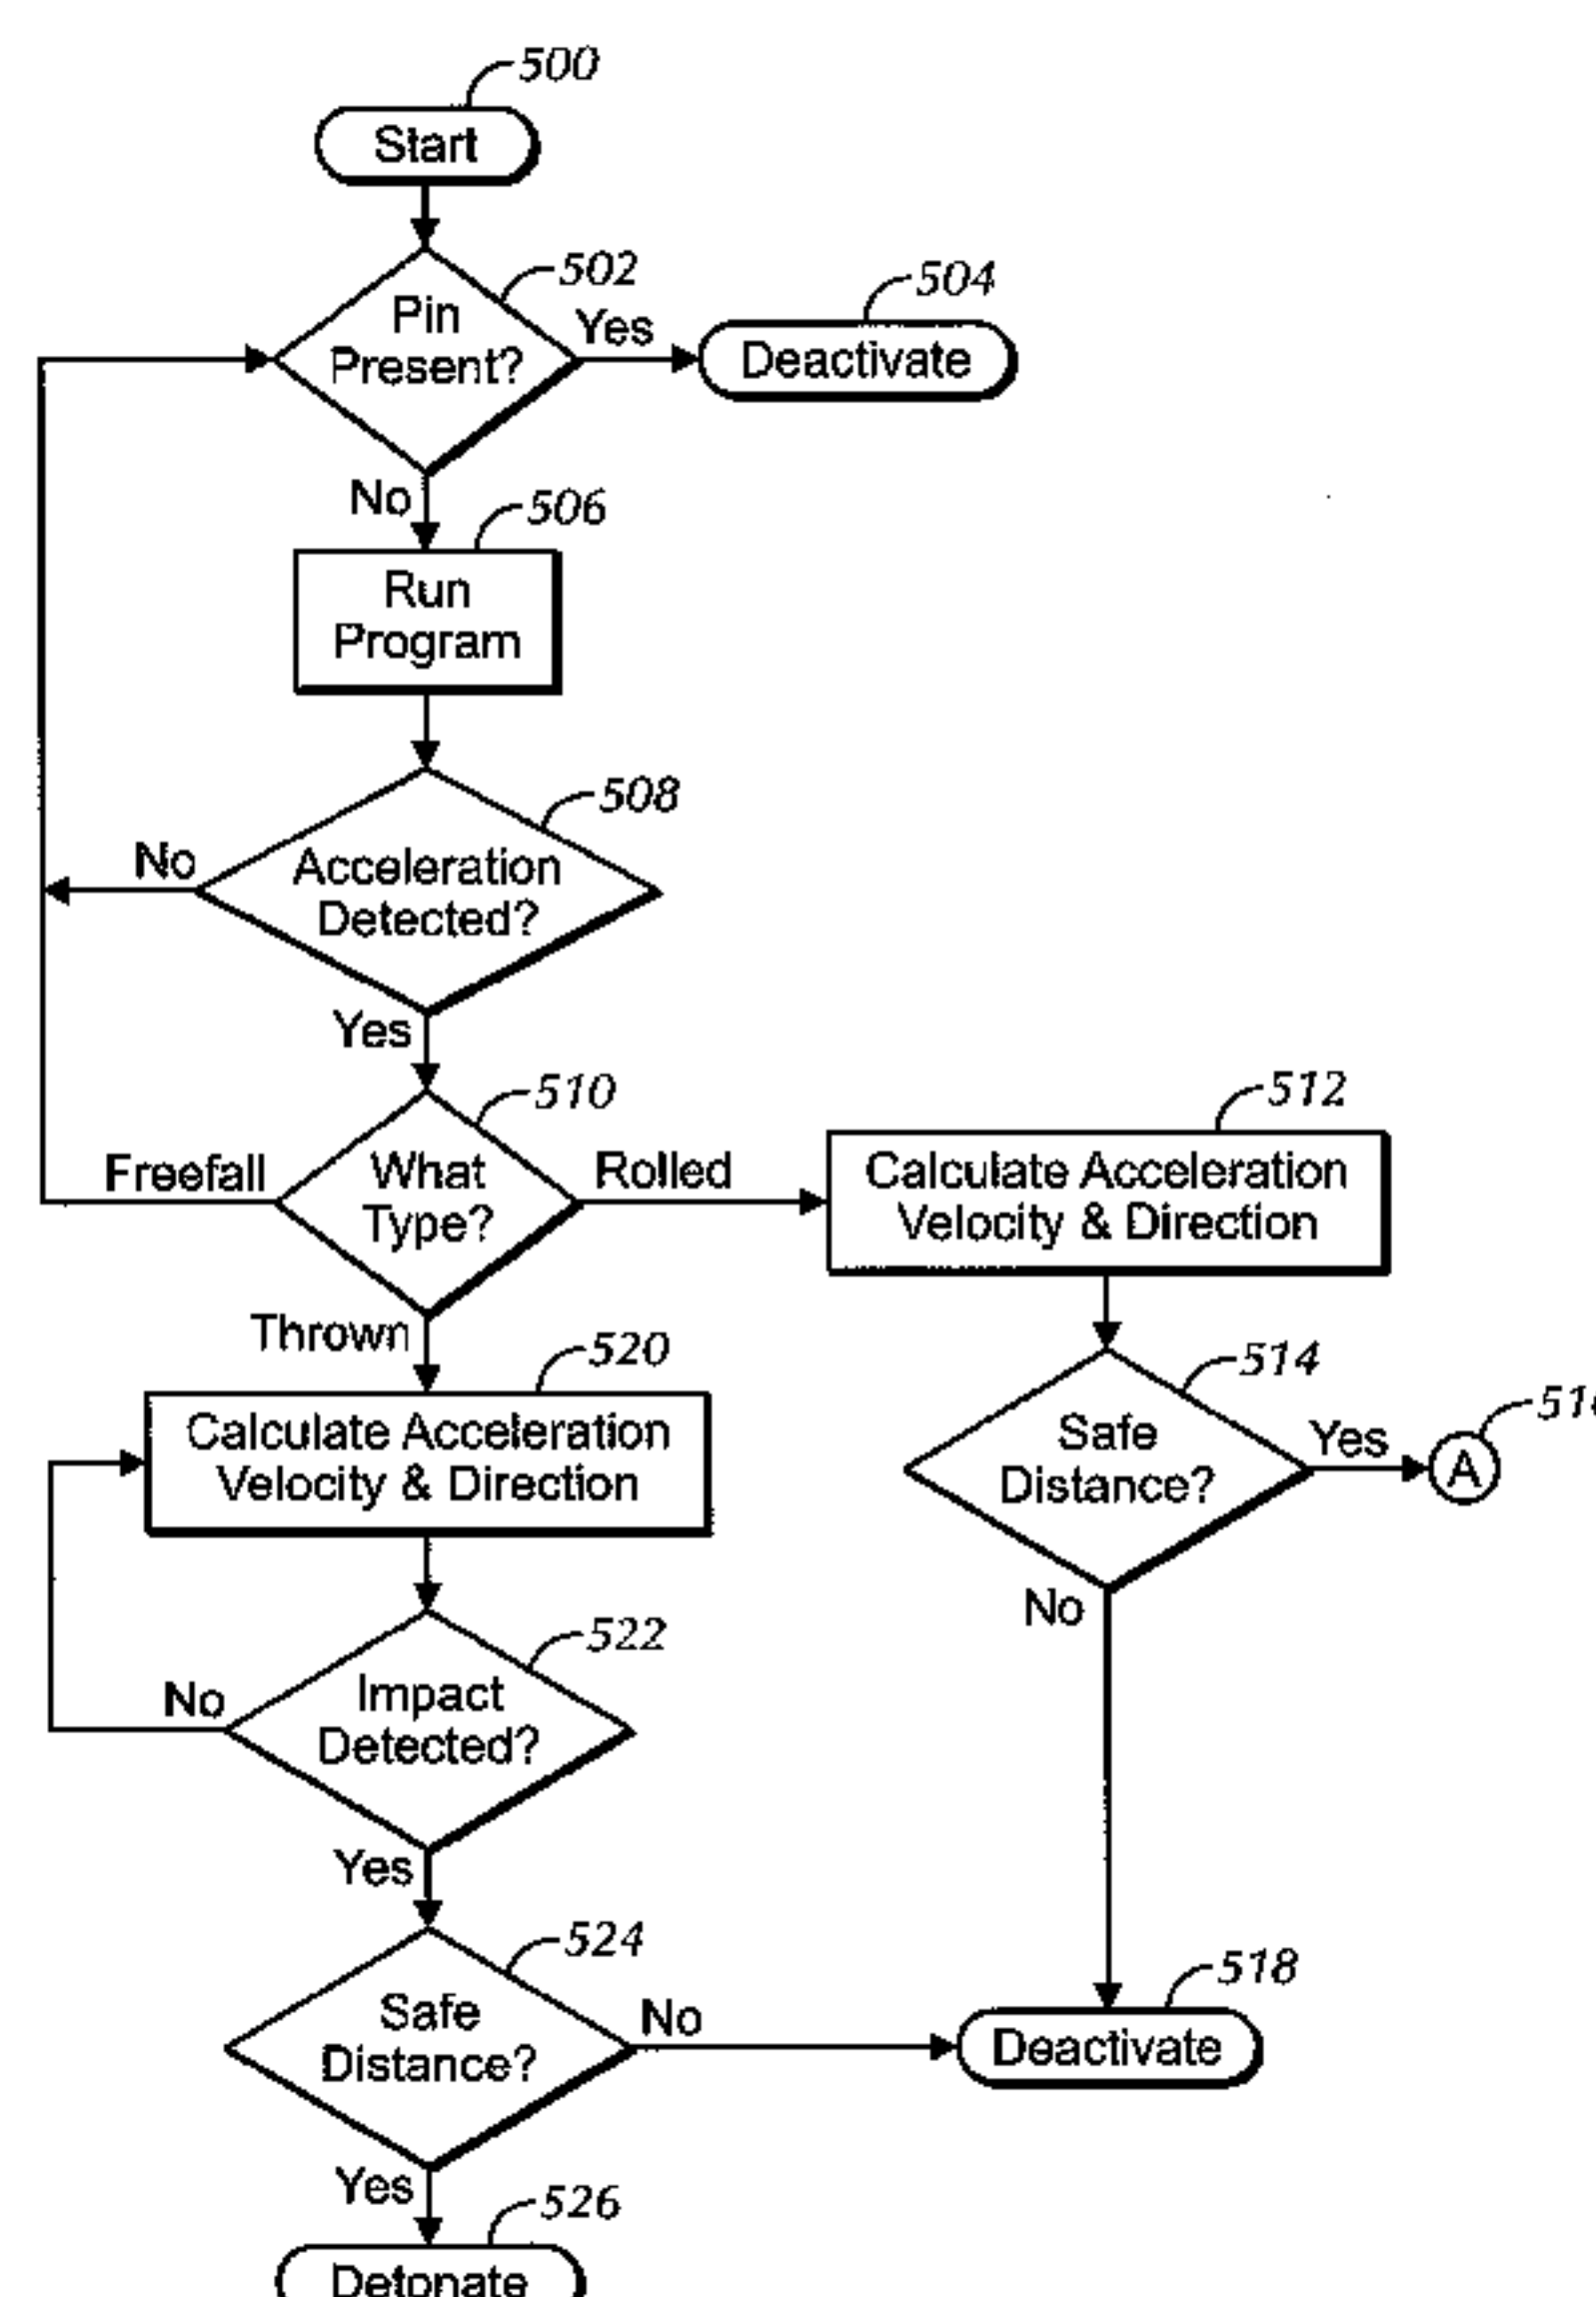 500
Start
502
Pin
Present?
Yes
504
Deactivate
No
506
Run
Program
508
No
Acceleration
Detected?
Yes
510
Freefall
What
Type?
Rolled
512
Calculate Acceleration
Velocity & Direction
Thrown
520
Calculate Acceleration
Velocity & Direction
514
Safe
Distance?
Yes
A
No
522
No
Impact
Detected?
Yes
524
Safe
Distance?
No
518
Deactivate
Yes
526
Detonate